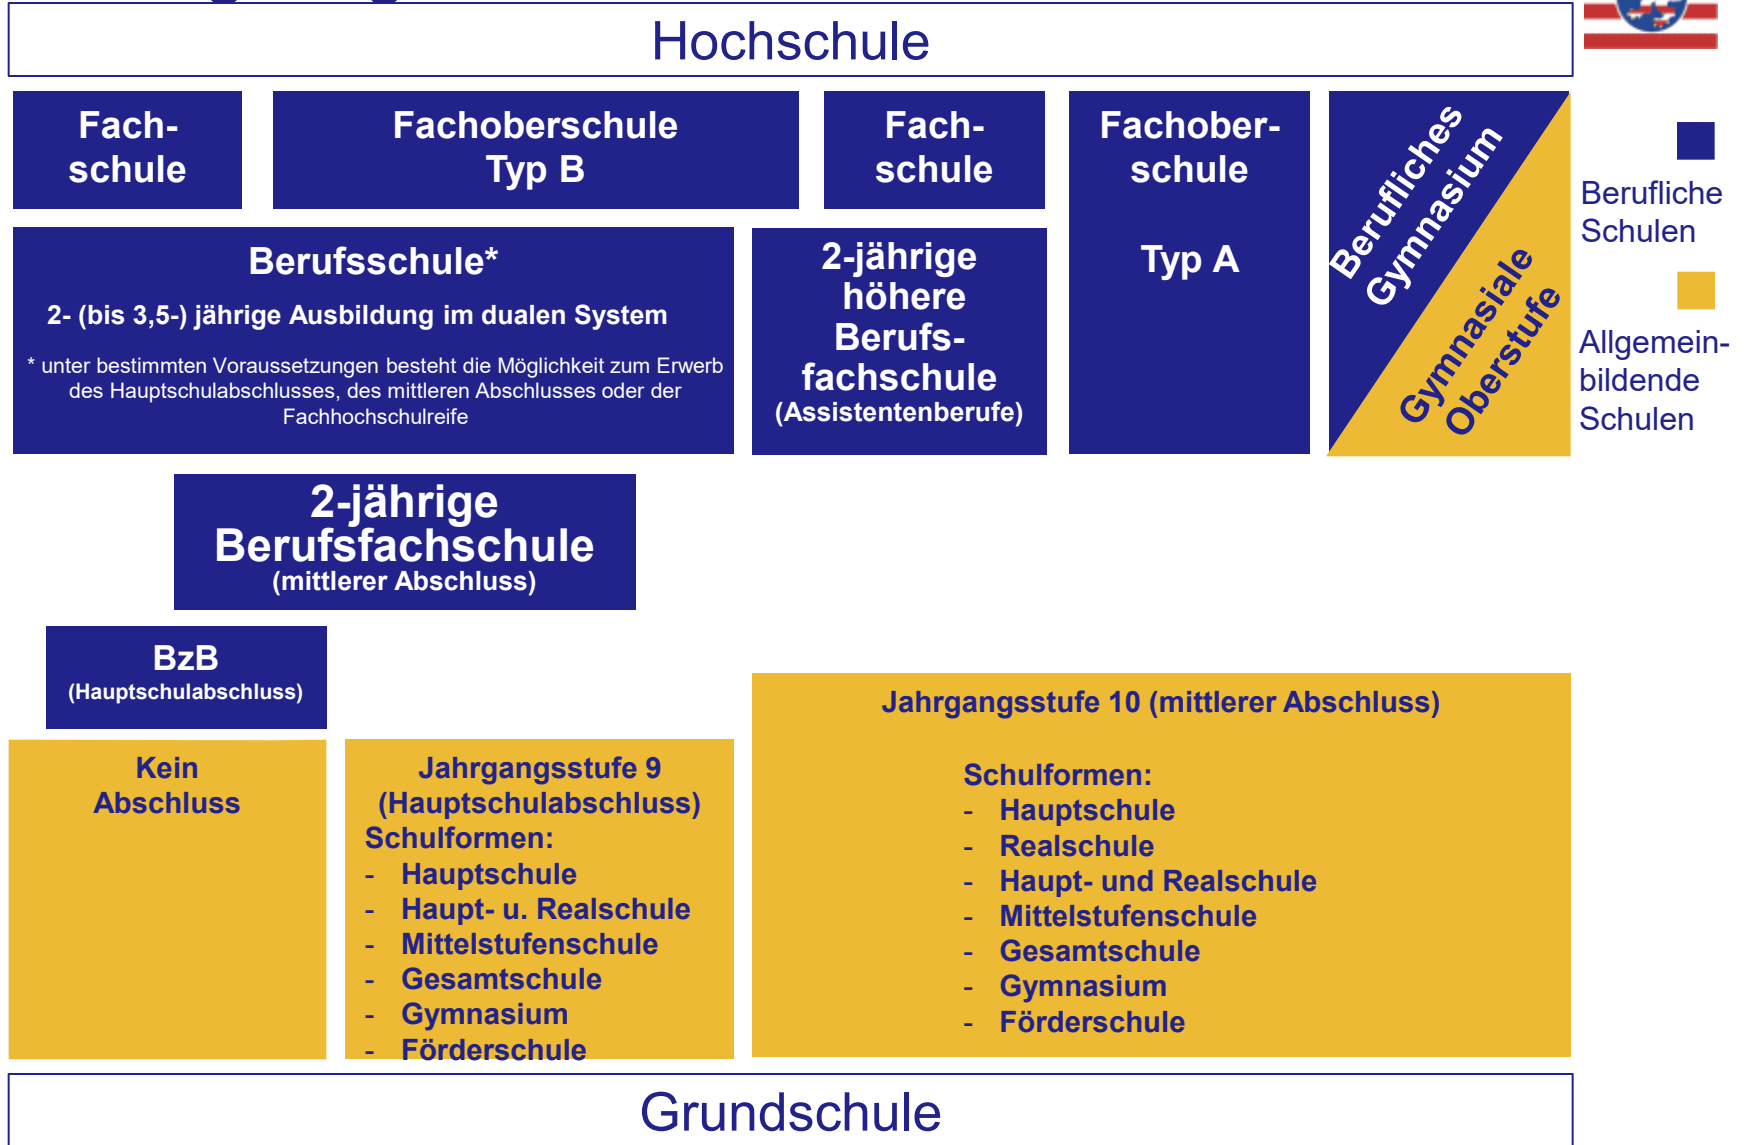 Hochschule
Fach-
schule
Fachoberschule
Typ B
Fach-
schule
Fachober-
schule
Typ A
Berufliches
Gymnasium
Gymnasiale
Oberstufe
Berufliche
Schulen
Allgemein-
bildende
Schulen
Berufsschule*
2- (bis 3,5-) jährige Ausbildung im dualen System
* unter bestimmten Voraussetzungen besteht die Möglichkeit zum Erwerb
des Hauptschulabschlusses, des mittleren Abschlusses oder der
Fachhochschulreife
2-jährige
höhere
Berufs-
fachschule
(Assistentenberufe)
2-jährige
Berufsfachschule
(mittlerer Abschluss)
BzB
(Hauptschulabschluss)
Kein
Abschluss
Jahrgangsstufe 9
(Hauptschulabschluss)
Schulformen:
- Hauptschule
- Haupt- u. Realschule
- Mittelstufenschule
- Gesamtschule
- Gymnasium
- Förderschule
Jahrgangsstufe 10 (mittlerer Abschluss)
Schulformen:
- Hauptschule
- Realschule
- Haupt- und Realschule
- Mittelstufenschule
- Gesamtschule
- Gymnasium
- Förderschule
Grundschule